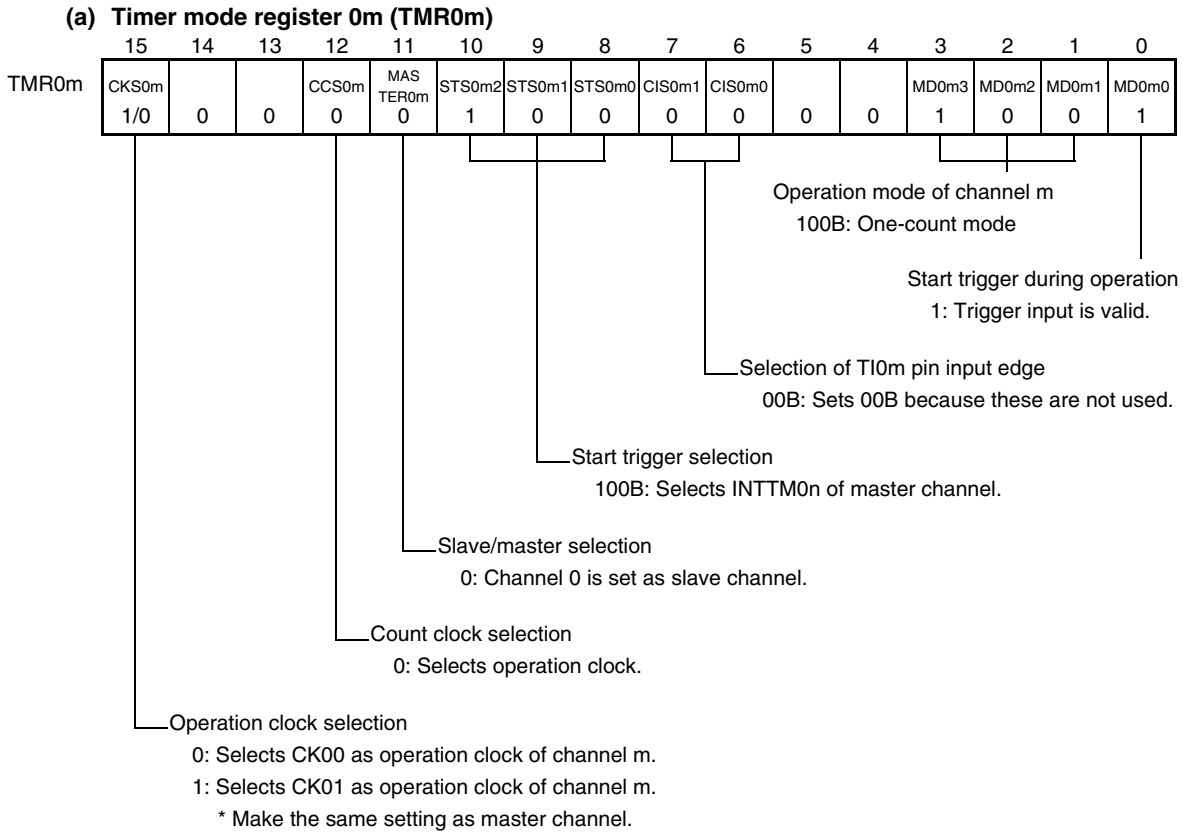 (a) Timer mode register 0m (TMR0m)
15 14 13 12 11 10 9 8 7 6 5 4 3 2 1 0
TMR0m
CKS0m CCS0m MAS TER0m STS0m2 STS0m1 STS0m0 CIS0m1 CIS0m0 MD0m3 MD0m2 MD0m1 MD0m0
1/0 0 0 0 0 1 0 0 0 0 0 0 1 0 0 1
Operation mode of channel m
100B: One-count mode
Start trigger during operation
1: Trigger input is valid.
Selection of TI0m pin input edge
00B: Sets 00B because these are not used.
Start trigger selection
100B: Selects INTTM0n of master channel.
Slave/master selection
0: Channel 0 is set as slave channel.
Count clock selection
0: Selects operation clock.
Operation clock selection
0: Selects CK00 as operation clock of channel m.
1: Selects CK01 as operation clock of channel m.
* Make the same setting as master channel.